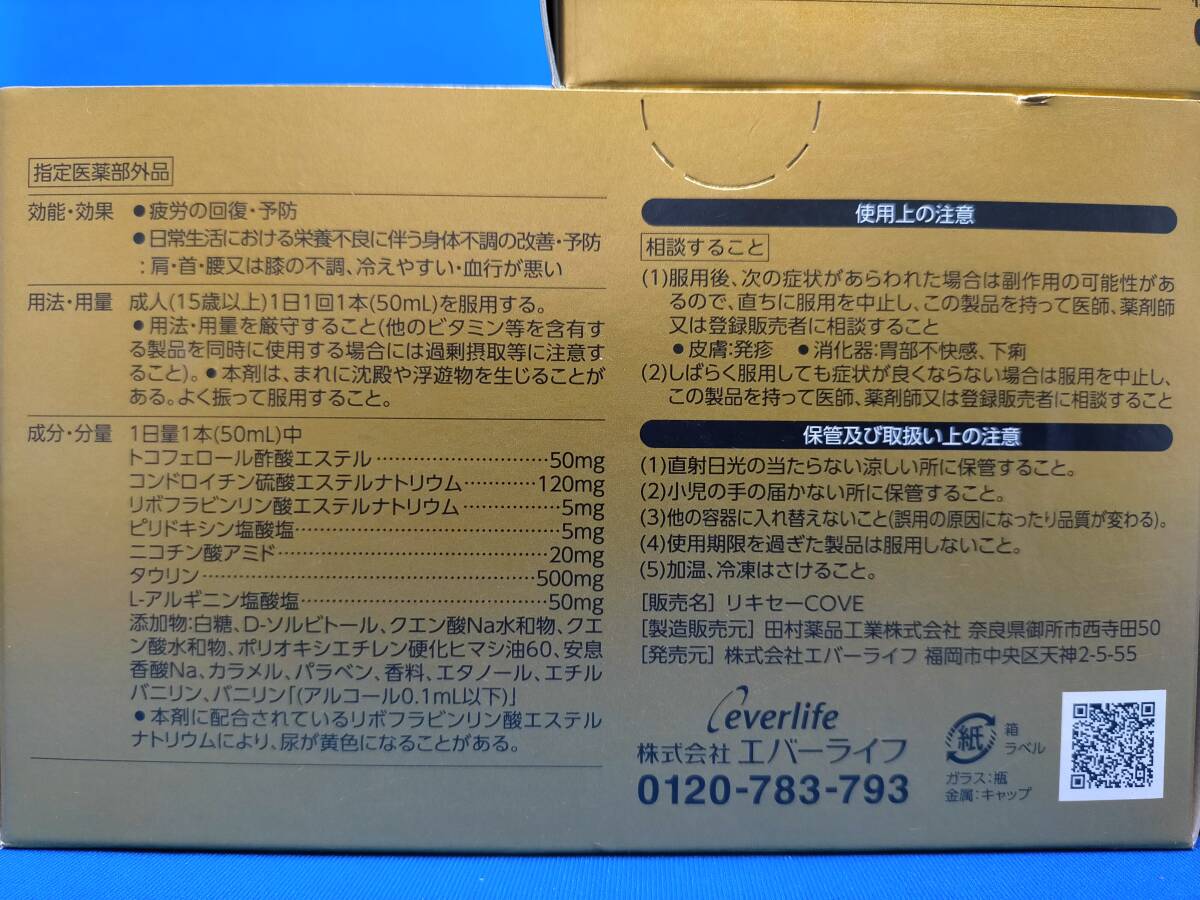 指定医薬部外品
効能・効果 ●疲労の回復・予防
●日常生活における栄養不良に伴う身体不調の改善・予防
:肩・首・腰又は膝の不調、冷えやすい・血行が悪い
用法・用量 成人(15歳以上)1日1回1本(50mL)を服用する。
●用法・用量を厳守すること(他のビタミン等を含有す
る製品を同時に使用する場合には過剰摂取等に注意す
ること)。●本剤は、まれに沈殿や浮遊物を生じることが
ある。よく振って服用すること。
成分・分量 1日量1本(50mL)中
トコフェロール酢酸エステル…………………50mg
コンドロイチン硫酸エステルナトリウム…………120mg
リボフラビンリン酸エステルナトリウム…………5mg
ピリドキシン塩酸塩…………………………5mg
ニコチン酸アミド……………………………20mg
タウリン……………………………………500mg
L-アルギニン塩酸塩…………………………50mg
添加物:白糖、D-ソルビトール、クエン酸Na水和物、クエ
ン酸水和物、ポリオキシエチレン硬化ヒマシ油60、安息
香酸Na、カラメル、パラベン、香料、エタノール、エチル
バニリン、バニリン「(アルコール0.1mL以下)」
●本剤に配合されているリボフラビンリン酸エステル
ナトリウムにより、尿が黄色になることがある。
使用上の注意
相談すること
(1)服用後、次の症状があらわれた場合は副作用の可能性があ
るので、直ちに服用を中止し、この製品を持って医師、薬剤師
又は登録販売者に相談すること
●皮膚:発疹 ●消化器:胃部不快感、下痢
(2)しばらく服用しても症状が良くならない場合は服用を中止し、
この製品を持って医師、薬剤師又は登録販売者に相談すること
保管及び取扱い上の注意
(1)直射日光の当たらない涼しい所に保管すること。
(2)小児の手の届かない所に保管すること。
(3)他の容器に入れ替えないこと(誤用の原因になったり品質が変わる)。
(4)使用期限を過ぎた製品は服用しないこと。
(5)加温、冷凍はさけること。
[販売名] リキセーCOVE
[製造販売元] 田村薬品工業株式会社 奈良県御所市西寺田50
[発売元] 株式会社エバーライフ 福岡市中央区天神2-5-55
everlife
株式会社 エバーライフ
0120-783-793
紙
箱
ラベル
ガラス:瓶
金属:キャップ